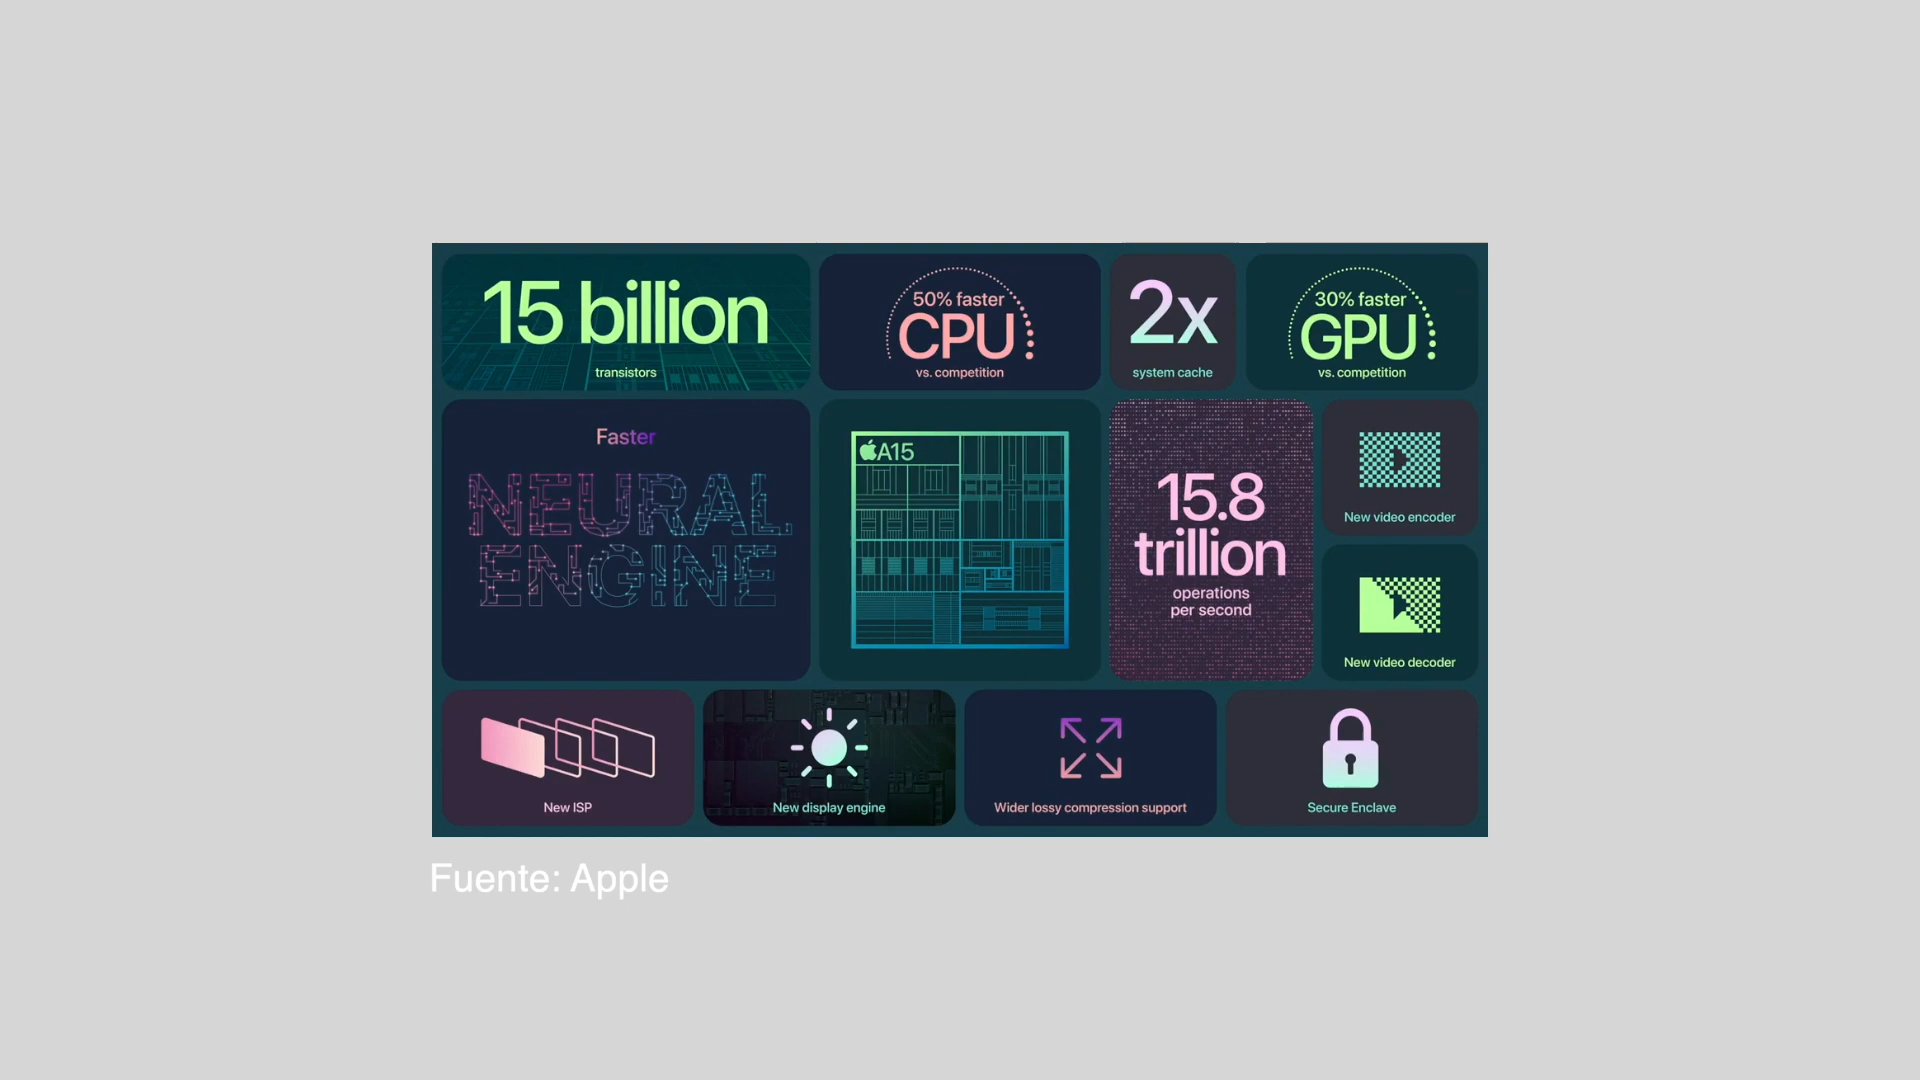 15 billion
transistors
50% faster
CPU
vs. competition
2x
system cache
30% faster
GPU
vs. competition
Faster
NEURAL
ENGINE
A15
15.8
trillion
operations
per second
New video encoder
New video decoder
New ISP
New display engine
Wider lossy compression support
Secure Enclave
Fuente: Apple